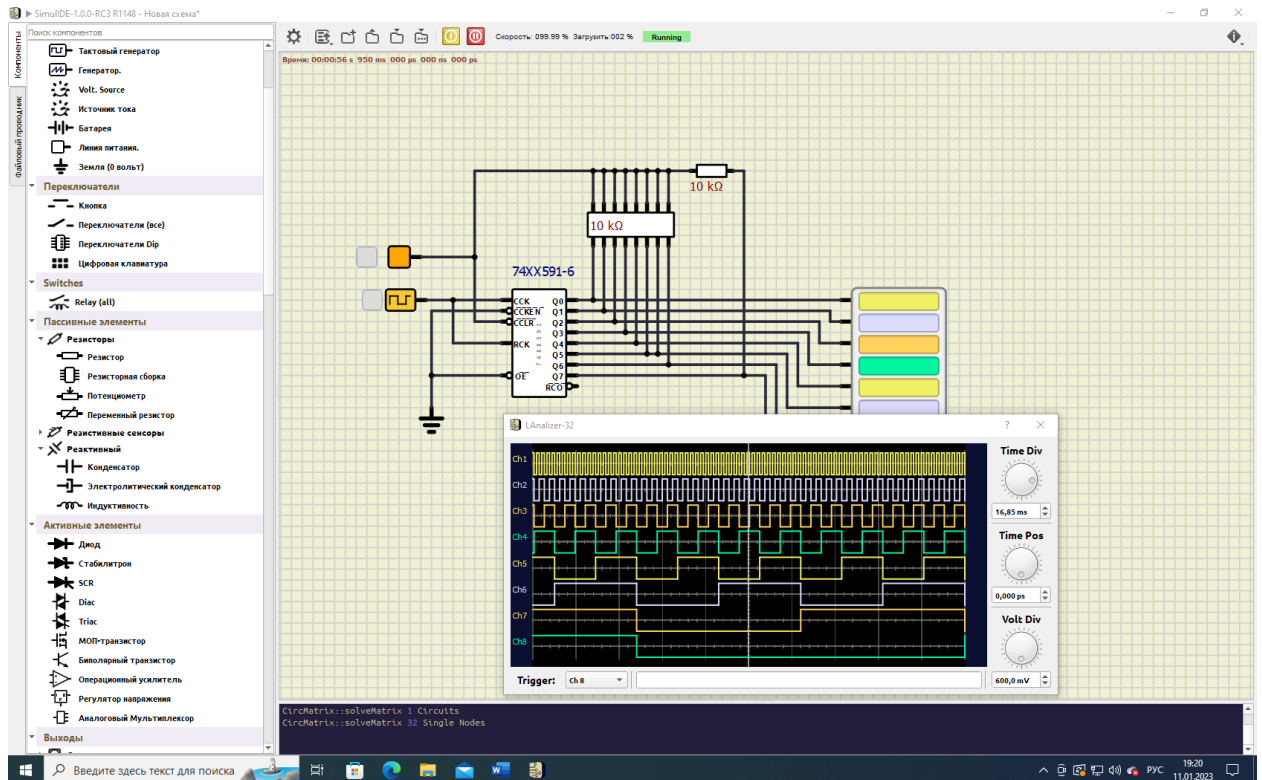 SimulIDE-1.0.0-RC3 R1148 - Новая схема*
Компоненты
Файловый проводник
Поиск компонентов
Тактовый генератор
Генератор.
Volt. Source
Источник тока
Батарея
Линия питания.
Земля (0 вольт)
Переключатели
Кнопка
Переключатели (все)
Переключатели Dip
Цифровая клавиатура
Switches
Relay (all)
Пассивные элементы
Резисторы
Резистор
Резисторная сборка
Потенциометр
Переменный резистор
Резистивные сенсоры
Реактивный
Конденсатор
Электролитический конденсатор
Индуктивность
Активные элементы
Диод
Стабилитрон
SCR
Diac
Triac
МОП-транзистор
Биполярный транзистор
Операционный усилитель
Регулятор напряжения
Аналоговый Мультиплексор
Выходы
Скорость: 099.99 % Загрузить:002 % Running
Время: 00:00:56 s 950 ms 000 µs 000 ns 000 ps
10 kΩ
10 kΩ
74XX591-6
CCK Q0
CCKEN Q1
CCLR Q2
Q3
RCK Q4
Q5
Q6
OE Q7
RCO
74XX591
LAnalizer-32 ? ×
Ch1
Ch2
Ch3
Ch4
Ch5
Ch6
Ch7
Ch8
Time Div
16,85 ms
Time Pos
0,000 ps
Volt Div
600,0 mV
Trigger: Ch 8
CircMatrix::solveMatrix 1 Circuits
CircMatrix::solveMatrix 32 Single Nodes
Введите здесь текст для поиска
РУС
19:20
11.01.2023